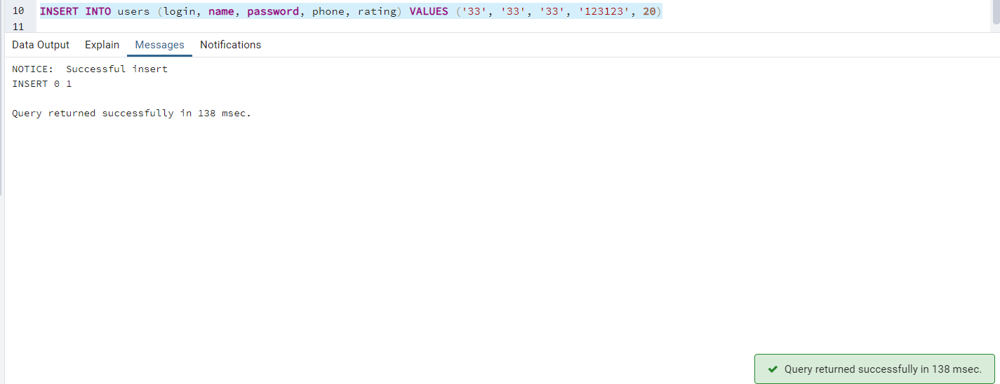 10 INSERT INTO users (login, name, password, phone, rating) VALUES ('33', '33', '33', '123123', 20)
11
Data Output Explain Messages Notifications
NOTICE:  Successful insert
INSERT 0 1
Query returned successfully in 138 msec.
Query returned successfully in 138 msec.